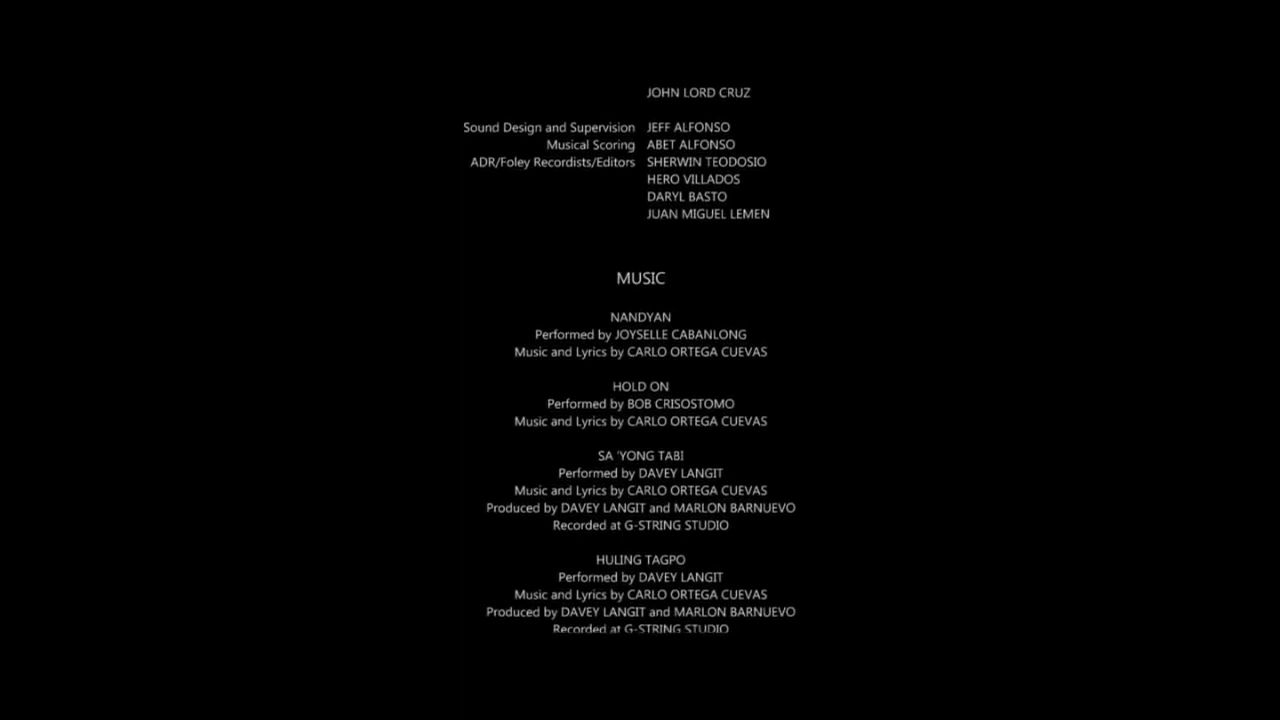 JOHN LORD CRUZ
Sound Design and Supervision JEFF ALFONSO
Musical Scoring ABET ALFONSO
ADR/Foley Recordists/Editors SHERWIN TEODOSIO
HERO VILLADOS
DARYL BASTO
JUAN MIGUEL LEMEN
MUSIC
NANDYAN
Performed by JOYSELLE CABANLONG
Music and Lyrics by CARLO ORTEGA CUEVAS
HOLD ON
Performed by BOB CRISOSTOMO
Music and Lyrics by CARLO ORTEGA CUEVAS
SA 'YONG TABI
Performed by DAVEY LANGIT
Music and Lyrics by CARLO ORTEGA CUEVAS
Produced by DAVEY LANGIT and MARLON BARNUEVO
Recorded at G-STRING STUDIO
HULING TAGPO
Performed by DAVEY LANGIT
Music and Lyrics by CARLO ORTEGA CUEVAS
Produced by DAVEY LANGIT and MARLON BARNUEVO
Recorded at G-STRING STUDIO